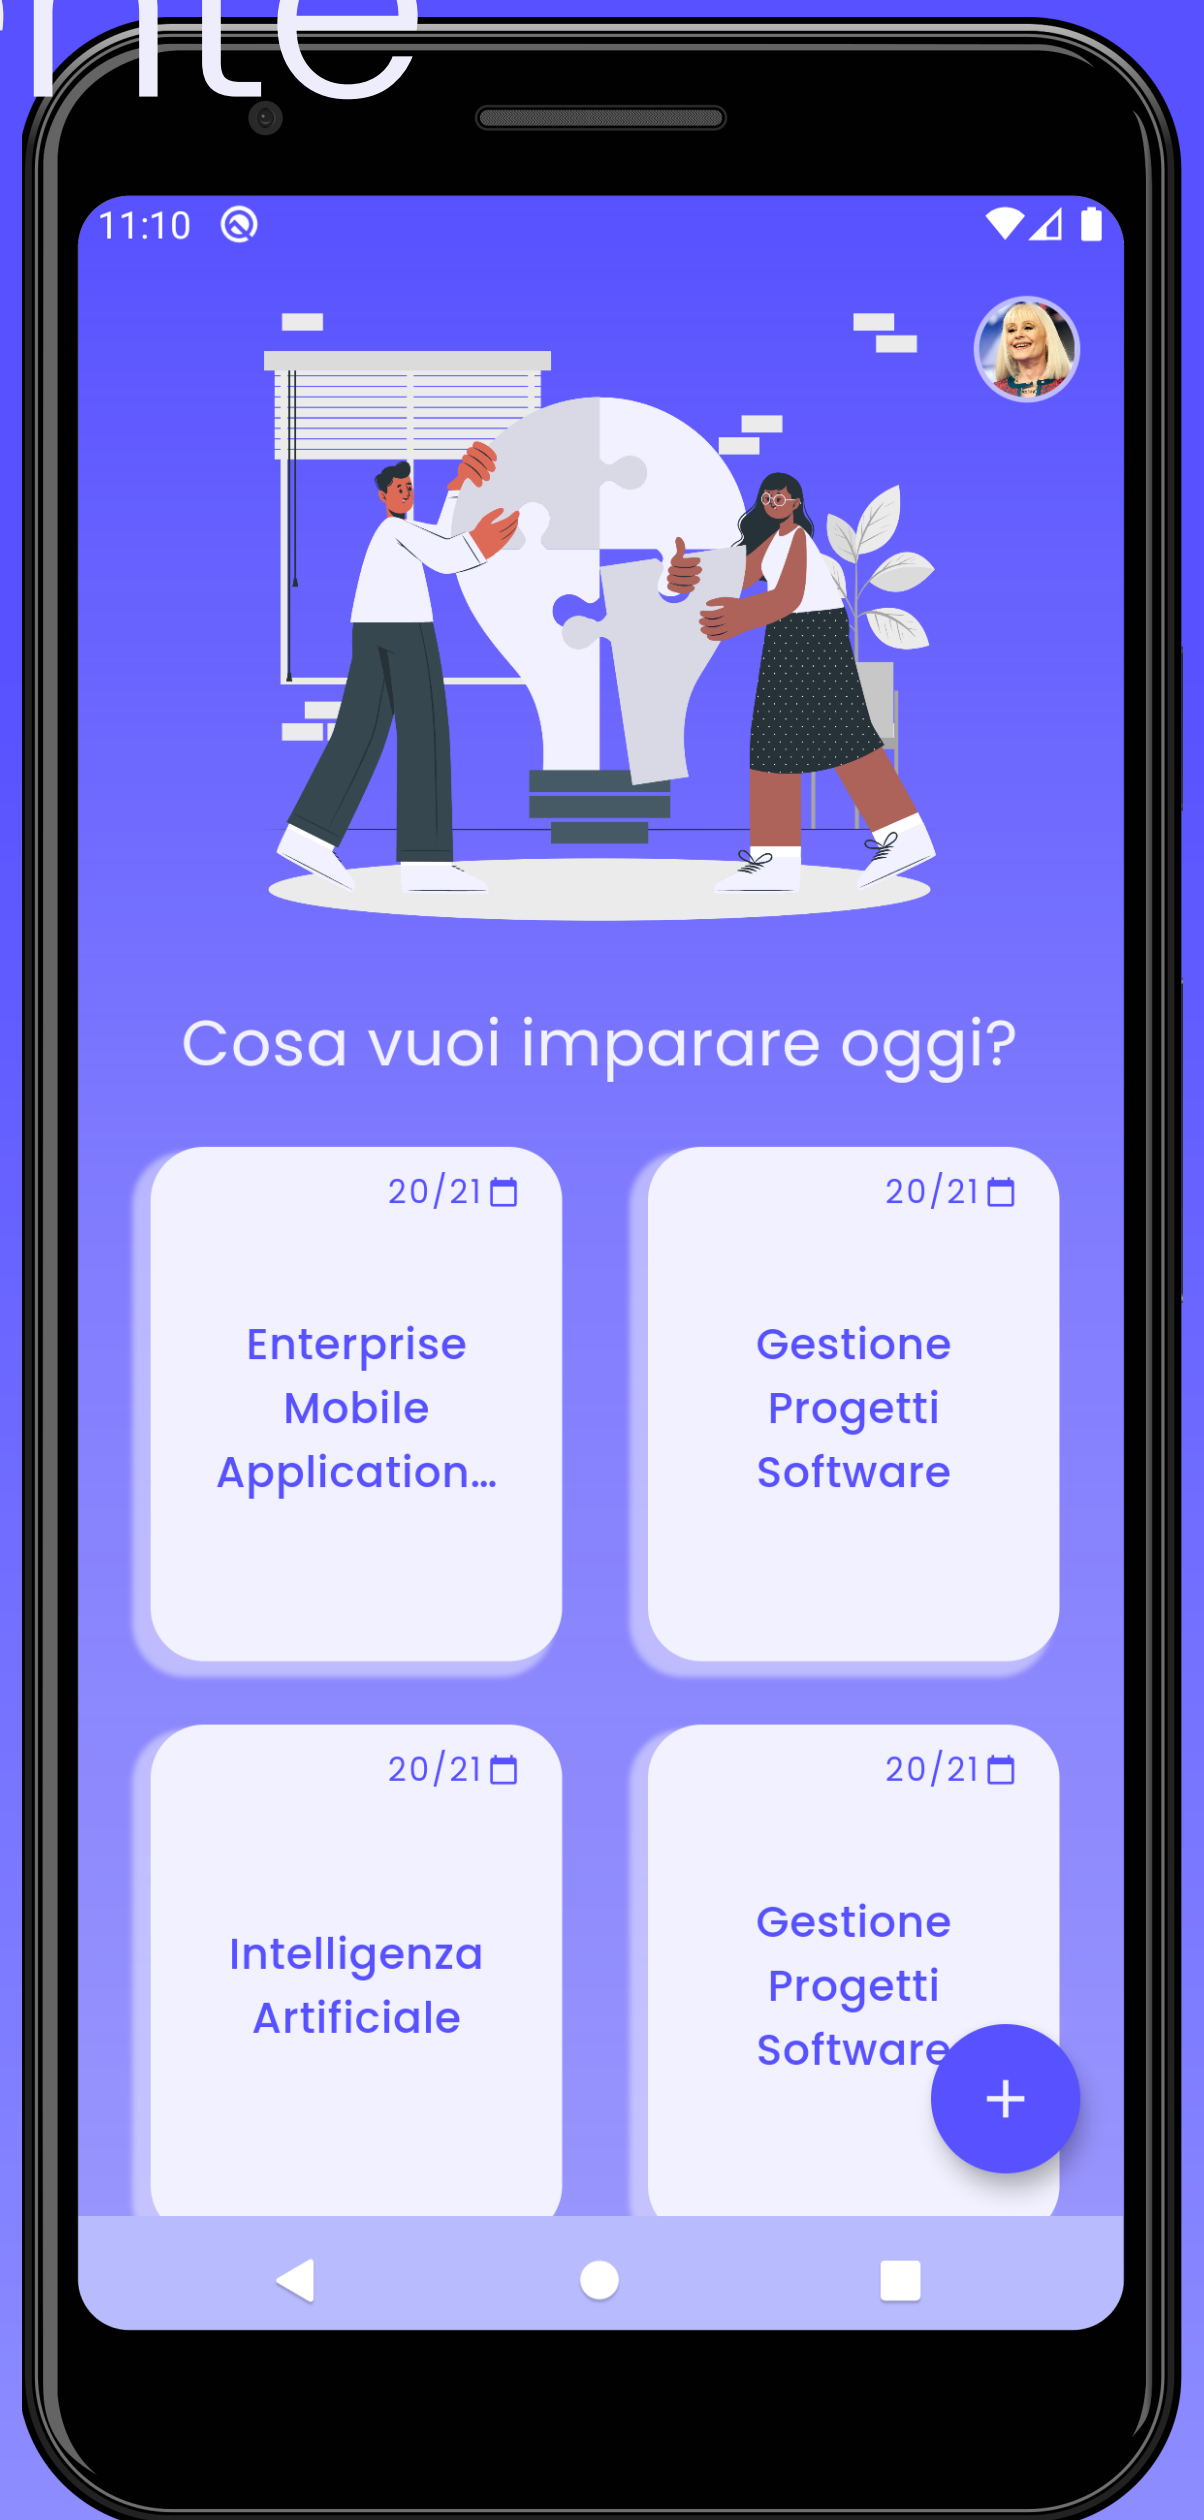 nte
11:10
Cosa vuoi imparare oggi?
20/21
Enterprise
Mobile
Application...
20/21
Gestione
Progetti
Software
20/21
Intelligenza
Artificiale
20/21
Gestione
Progetti
Software
+